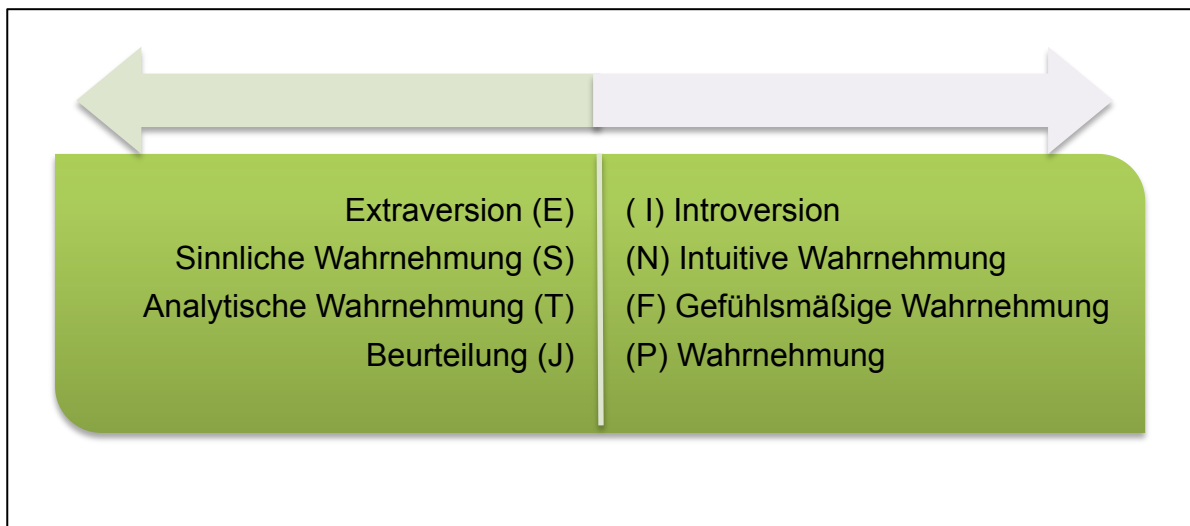 Extraversion (E)
Sinnliche Wahrnehmung (S)
Analytische Wahrnehmung (T)
Beurteilung (J)
( I) Introversion
(N) Intuitive Wahrnehmung
(F) Gefühlsmäßige Wahrnehmung
(P) Wahrnehmung